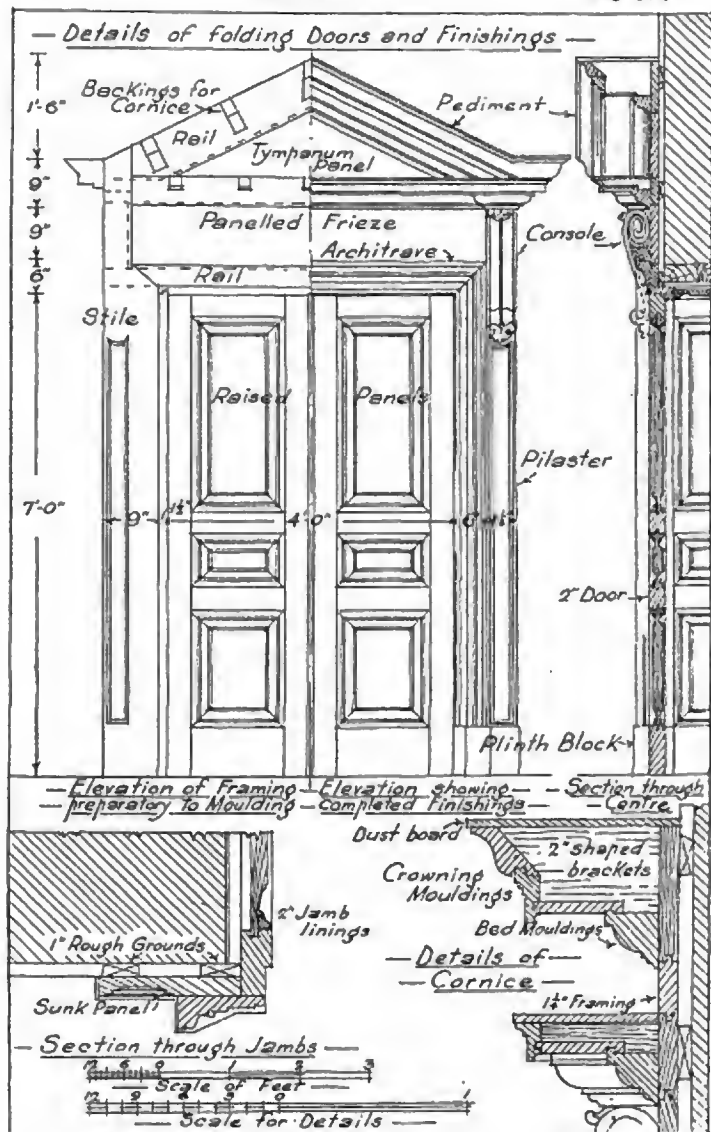 — Details of folding Doors and Finishings —
Backings for
Cornice
Rail
Tympanum
Panel
Pediment
1'-6"
9"
9"
6"
7'-0"
Panelled Frieze
Console
Architrave
Rail
Stile
Raised Panels
Pilaster
9" 1½" 4'-0" 6"
2" Door
Plinth Block
— Elevation of Framing
— preparatory to Moulding
— Elevation showing —
— completed Finishings —
— Section through
— Centre —
Dust board
2" shaped
brackets
Crowning
Mouldings
2" Jamb
linings
1" Rough Grounds
Bed Mouldings
— Details of —
— Cornice —
Sunk Panel
1¼" Framing
— Section through Jambs —
12 6 0 1 2 3
— Scale of Feet —
12 9 6 3 0 1
— Scale for Details —